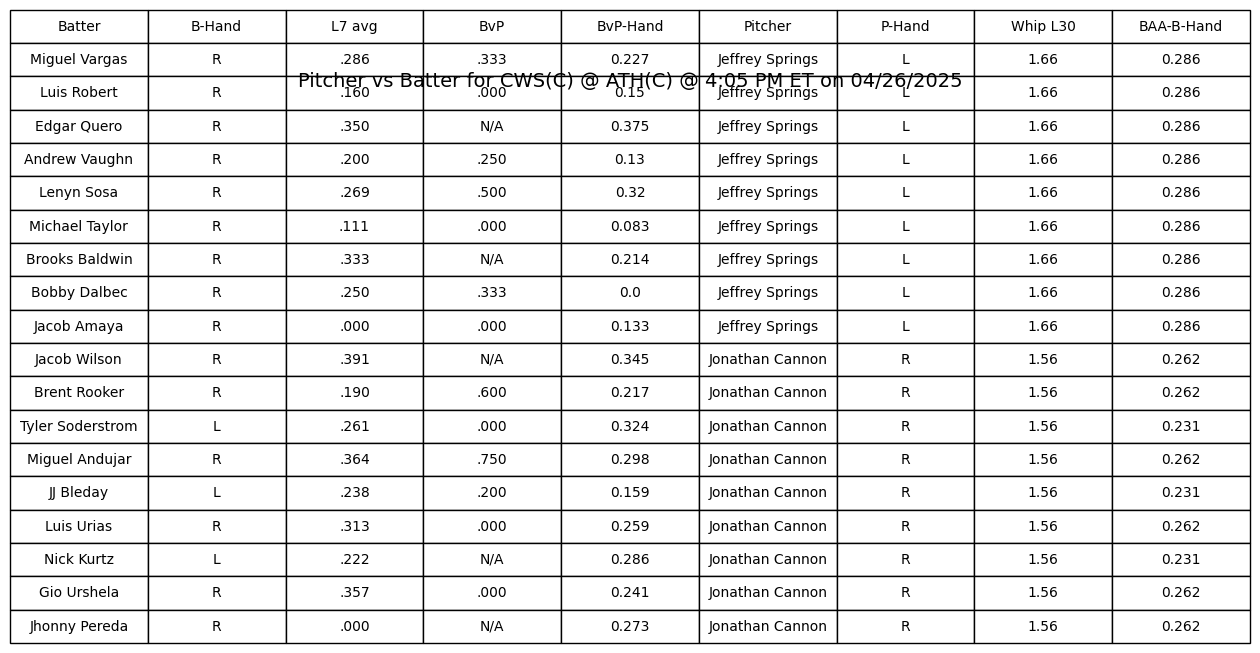 Batter B-Hand L7 avg BvP BvP-Hand Pitcher P-Hand Whip L30 BAA-B-Hand
Miguel Vargas R .286 .333 0.227 Jeffrey Springs L 1.66 0.286
Pitcher vs Batter for CWS(C) @ ATH(C) @ 4:05 PM ET on 04/26/2025
Luis Robert R .160 .000 0.15 Jeffrey Springs L 1.66 0.286
Edgar Quero R .350 N/A 0.375 Jeffrey Springs L 1.66 0.286
Andrew Vaughn R .200 .250 0.13 Jeffrey Springs L 1.66 0.286
Lenyn Sosa R .269 .500 0.32 Jeffrey Springs L 1.66 0.286
Michael Taylor R .111 .000 0.083 Jeffrey Springs L 1.66 0.286
Brooks Baldwin R .333 N/A 0.214 Jeffrey Springs L 1.66 0.286
Bobby Dalbec R .250 .333 0.0 Jeffrey Springs L 1.66 0.286
Jacob Amaya R .000 .000 0.133 Jeffrey Springs L 1.66 0.286
Jacob Wilson R .391 N/A 0.345 Jonathan Cannon R 1.56 0.262
Brent Rooker R .190 .600 0.217 Jonathan Cannon R 1.56 0.262
Tyler Soderstrom L .261 .000 0.324 Jonathan Cannon R 1.56 0.231
Miguel Andujar R .364 .750 0.298 Jonathan Cannon R 1.56 0.262
JJ Bleday L .238 .200 0.159 Jonathan Cannon R 1.56 0.231
Luis Urias R .313 .000 0.259 Jonathan Cannon R 1.56 0.262
Nick Kurtz L .222 N/A 0.286 Jonathan Cannon R 1.56 0.231
Gio Urshela R .357 .000 0.241 Jonathan Cannon R 1.56 0.262
Jhonny Pereda R .000 N/A 0.273 Jonathan Cannon R 1.56 0.262